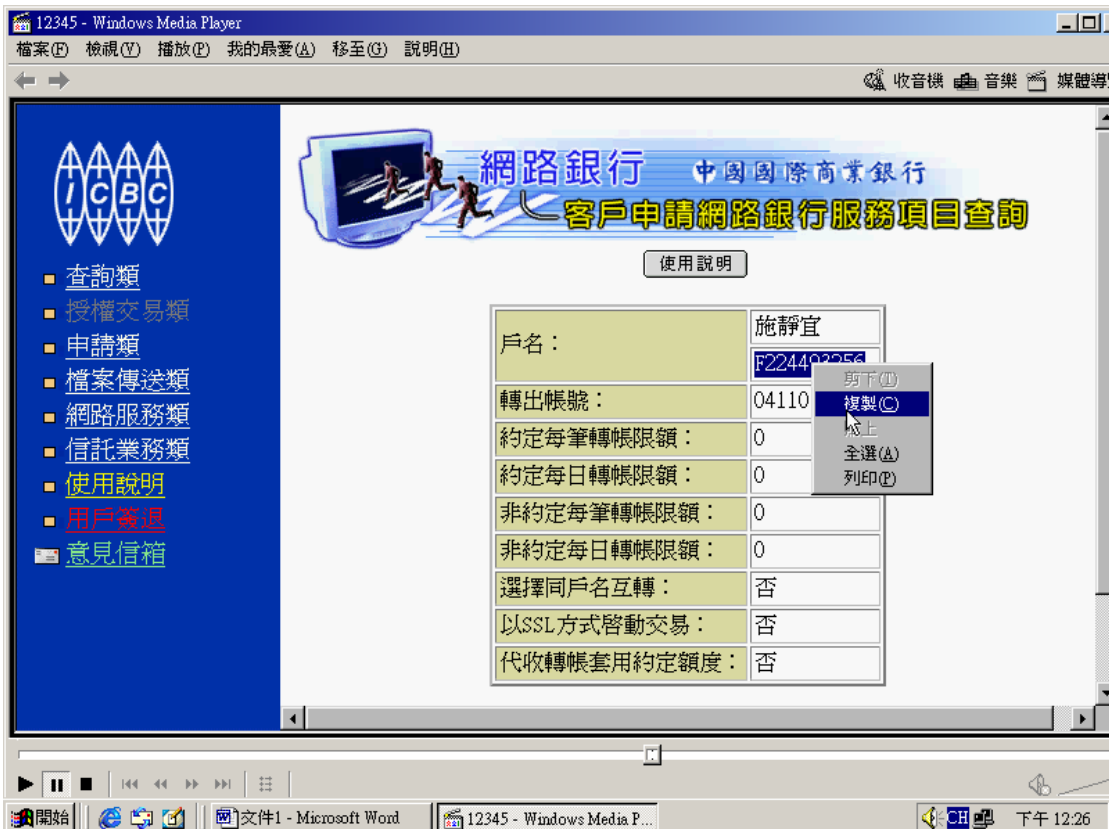 12345 - Windows Media Player
檔案(F) 檢視(V) 播放(P) 我的最愛(A) 移至(G) 說明(H)
收音機 音樂
ICBC
網路銀行 中國國際商業銀行
客戶申請網路銀行服務項目查詢
使用說明
查詢類
授權交易類
申請類
檔案傳送類
網路服務類
信託業務類
使用說明
用戶簽退
意見信箱
戶名： 施靜宜
轉出帳號： 04110
約定每筆轉帳限額： 0
約定每日轉帳限額： 0
非約定每筆轉帳限額： 0
非約定每日轉帳限額： 0
選擇同戶名互轉： 否
以SSL方式啓動交易： 否
代收轉帳套用約定額度： 否
剪下(T)
複製(C)
全選(A)
列印(P)
開始 文件1 - Microsoft Word 12345 - Windows Media P... CH 下午 12:26